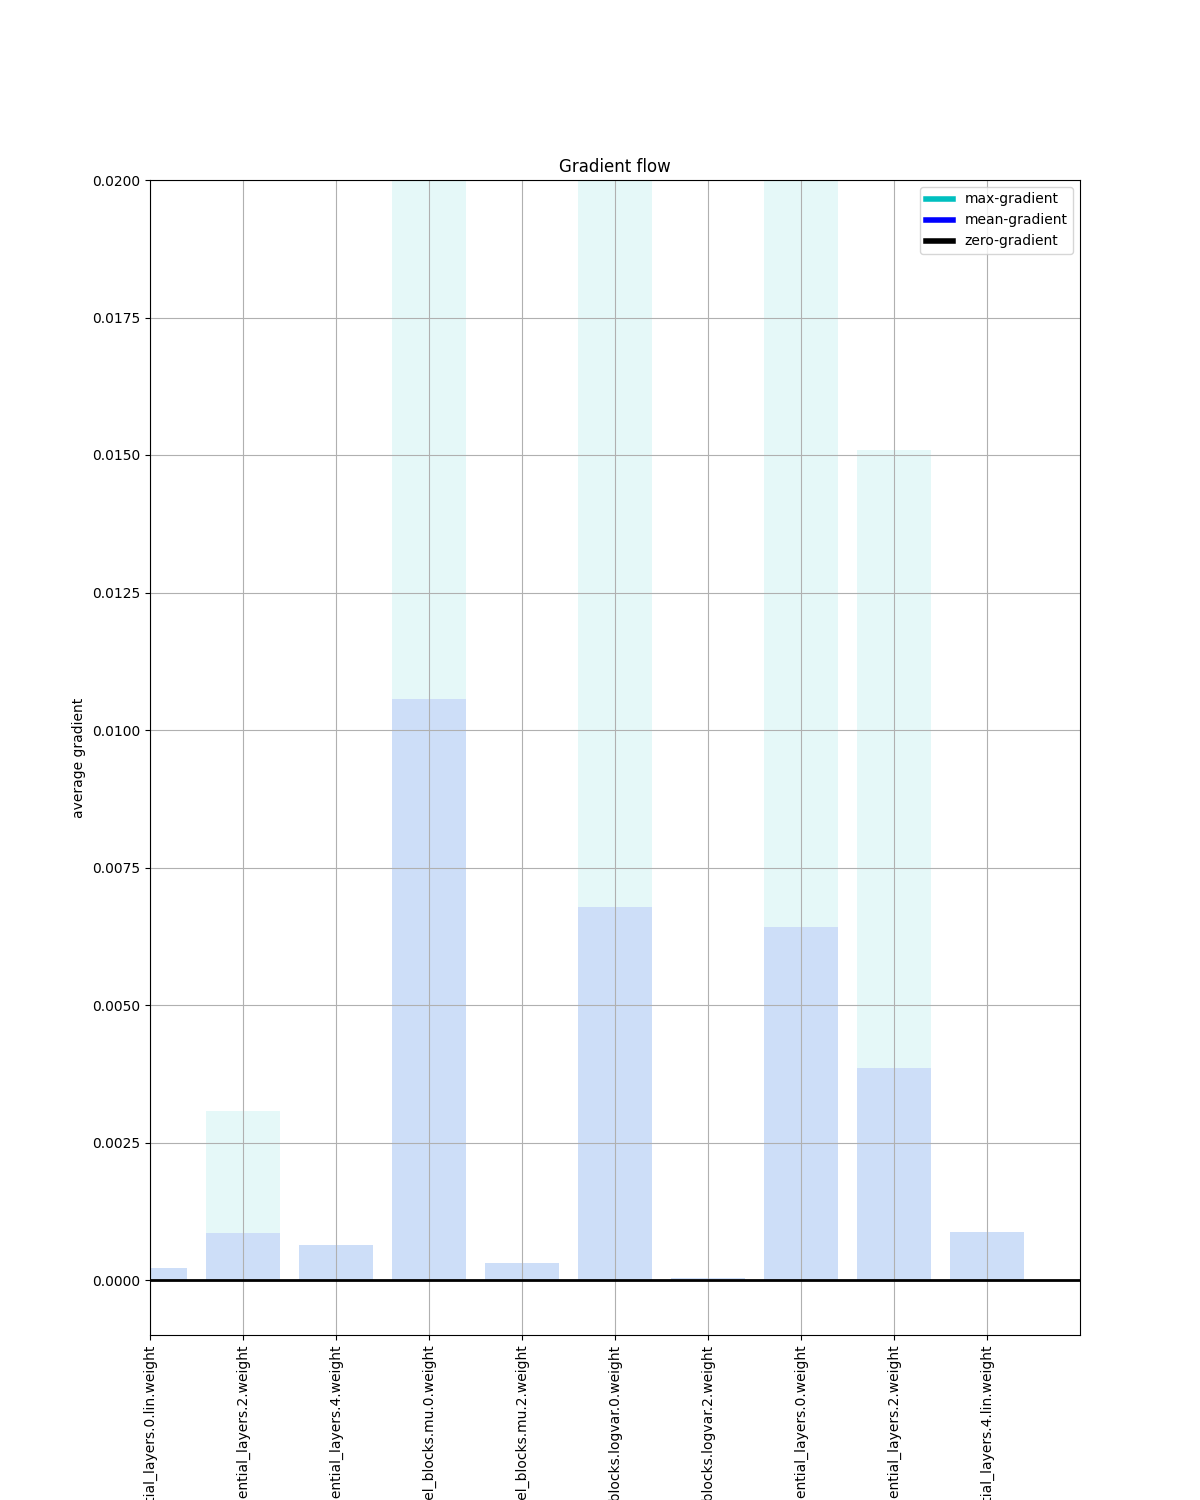 Gradient flow
max-gradient
mean-gradient
zero-gradient
0.0200
0.0175
0.0150
0.0125
0.0100
0.0075
0.0050
0.0025
0.0000
average gradient
tial_layers.0.lin.weight
ential_layers.2.weight
ential_layers.4.weight
el_blocks.mu.0.weight
el_blocks.mu.2.weight
blocks.logvar.0.weight
blocks.logvar.2.weight
ential_layers.0.weight
ential_layers.2.weight
tial_layers.4.lin.weight